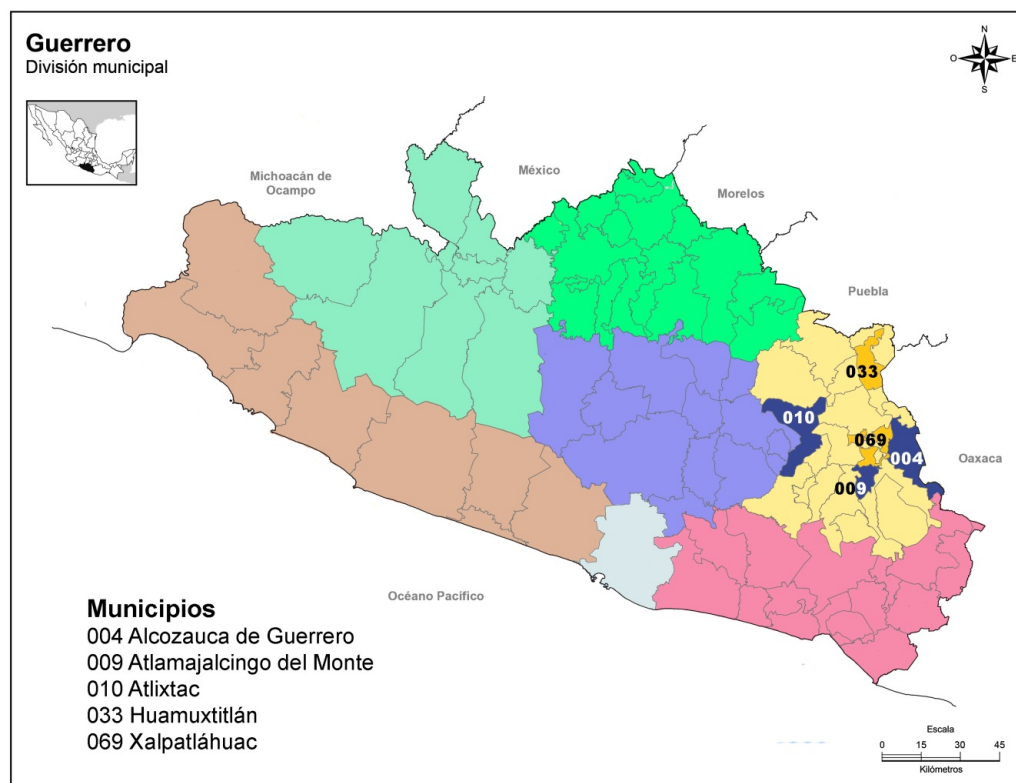 Guerrero
División municipal
N
O
E
S
Michoacán de
Ocampo
México
Morelos
Puebla
033
010
069
004
Oaxaca
009
Océano Pacífico
Municipios
004 Alcozauca de Guerrero
009 Atlamajalcingo del Monte
010 Atlixtac
033 Huamuxtitlán
069 Xalpatláhuac
Escala
0 15 30 45
Kilómetros